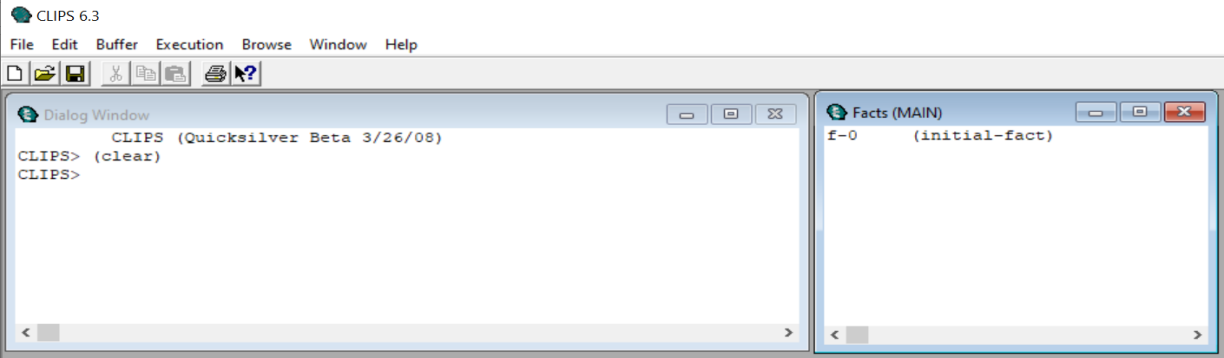 CLIPS 6.3
File Edit Buffer Execution Browse Window Help
Dialog Window
CLIPS (Quicksilver Beta 3/26/08)
CLIPS> (clear)
CLIPS>
Facts (MAIN)
f-0 (initial-fact)